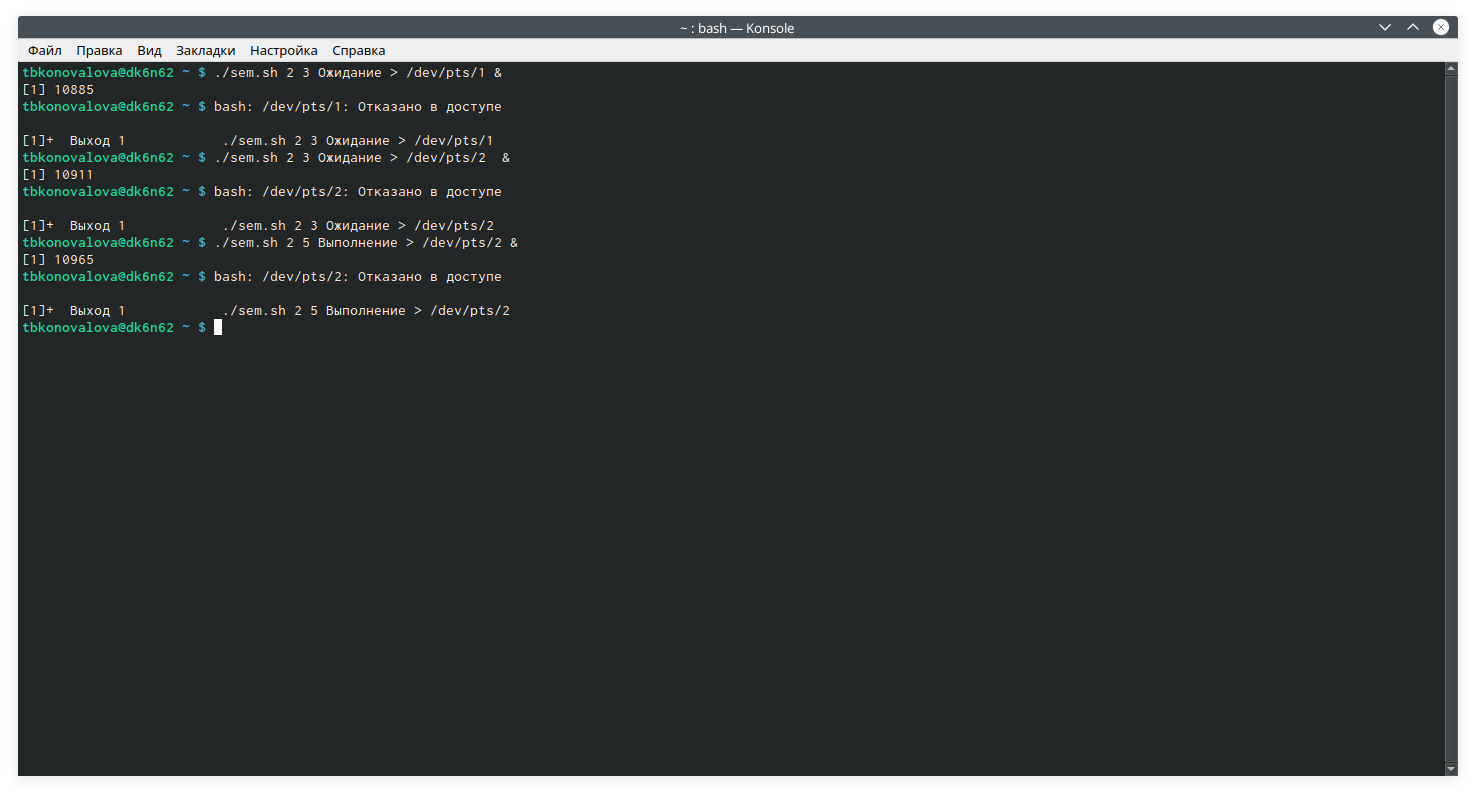 ~ : bash — Konsole
Файл Правка Вид Закладки Настройка Справка
tbkonovalova@dk6n62 ~ $ ./sem.sh 2 3 Ожидание > /dev/pts/1 &
[1] 10885
tbkonovalova@dk6n62 ~ $ bash: /dev/pts/1: Отказано в доступе
[1]+  Выход 1            ./sem.sh 2 3 Ожидание > /dev/pts/1
tbkonovalova@dk6n62 ~ $ ./sem.sh 2 3 Ожидание > /dev/pts/2  &
[1] 10911
tbkonovalova@dk6n62 ~ $ bash: /dev/pts/2: Отказано в доступе
[1]+  Выход 1            ./sem.sh 2 3 Ожидание > /dev/pts/2
tbkonovalova@dk6n62 ~ $ ./sem.sh 2 5 Выполнение > /dev/pts/2 &
[1] 10965
tbkonovalova@dk6n62 ~ $ bash: /dev/pts/2: Отказано в доступе
[1]+  Выход 1            ./sem.sh 2 5 Выполнение > /dev/pts/2
tbkonovalova@dk6n62 ~ $